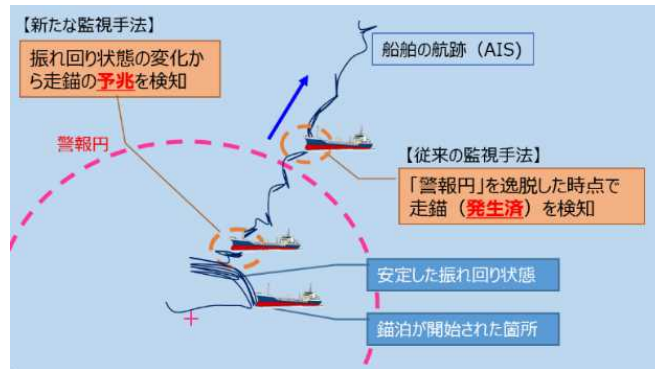 【新たな監視手法】
振れ回り状態の変化か
ら走錨の予兆を検知
船舶の航跡（AIS)
警報円
【従来の監視手法】
「警報円」を逸脱した時点で
走錨（発生済）を検知
安定した振れ回り状態
錨泊が開始された箇所